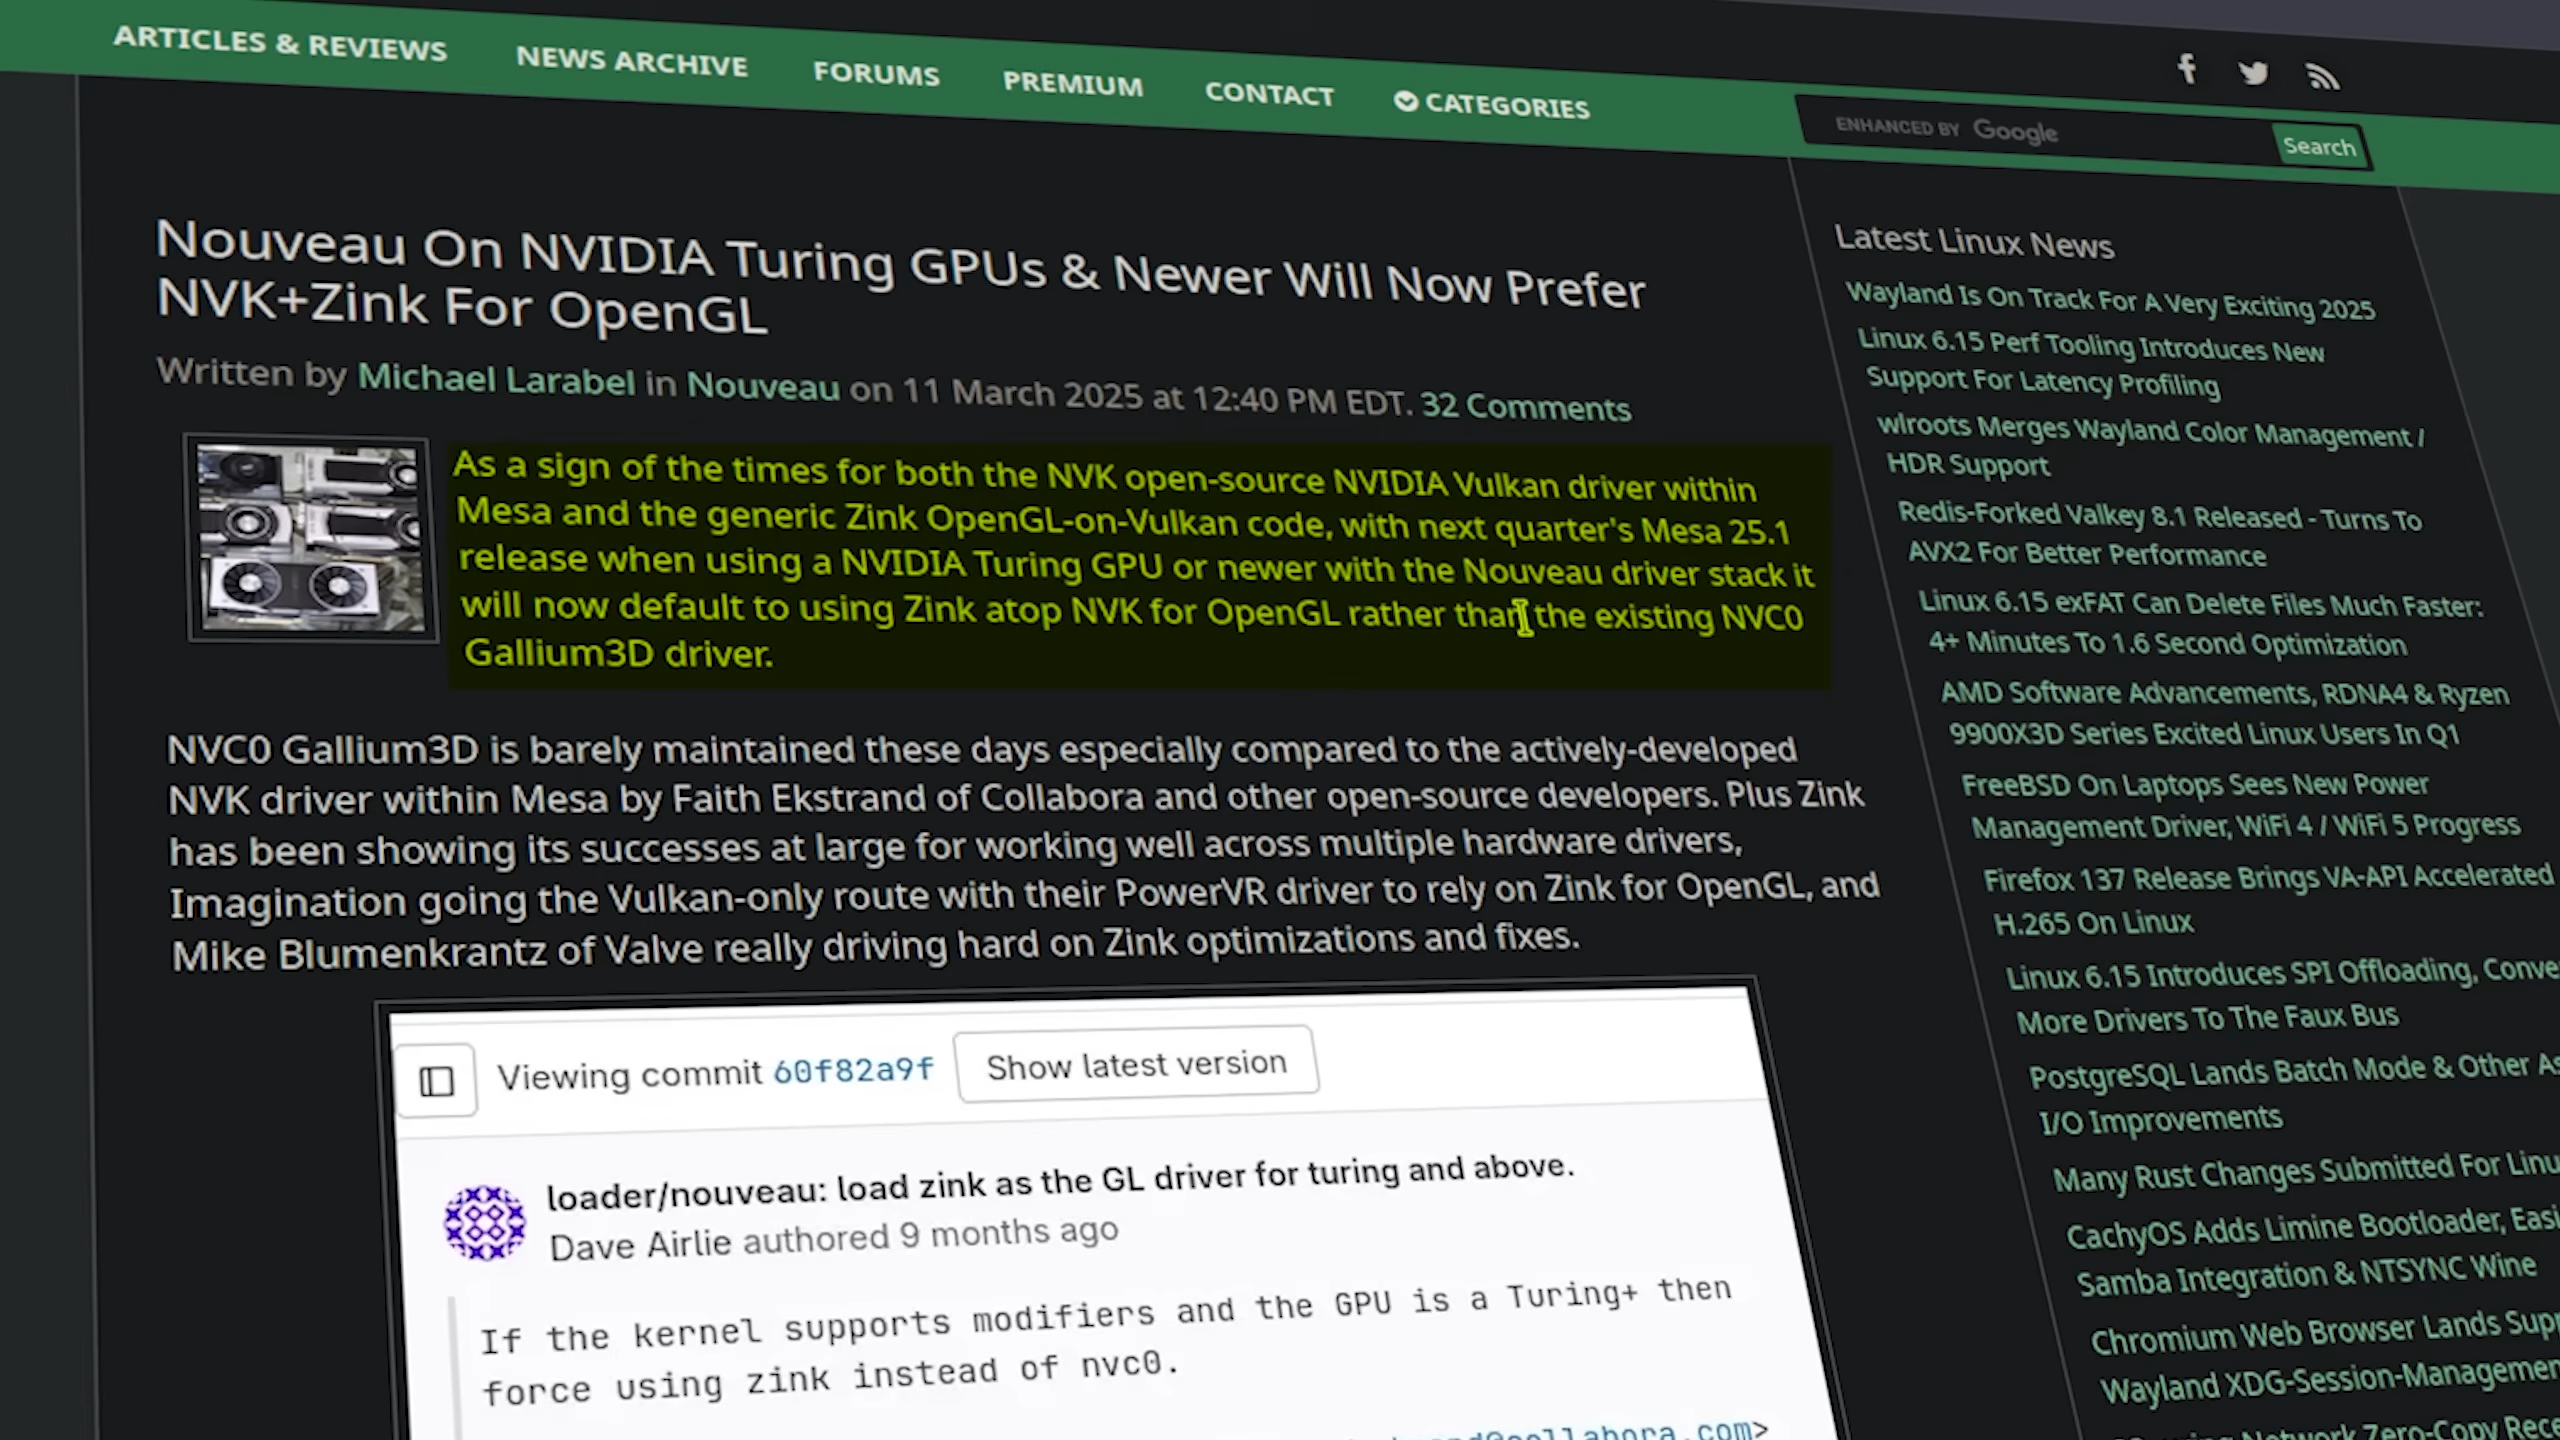 ARTICLES & REVIEWS
NEWS ARCHIVE
FORUMS
PREMIUM
CONTACT
CATEGORIES
ENHANCED BY Google
Search
Nouveau On NVIDIA Turing GPUs & Newer Will Now Prefer
NVK+Zink For OpenGL
Written by Michael Larabel in Nouveau on 11 March 2025 at 12:40 PM EDT. 32 Comments
As a sign of the times for both the NVK open-source NVIDIA Vulkan driver within
Mesa and the generic Zink OpenGL-on-Vulkan code, with next quarter's Mesa 25.1
release when using a NVIDIA Turing GPU or newer with the Nouveau driver stack it
will now default to using Zink atop NVK for OpenGL rather than the existing NVC0
Gallium3D driver.
NVC0 Gallium3D is barely maintained these days especially compared to the actively-developed
NVK driver within Mesa by Faith Ekstrand of Collabora and other open-source developers. Plus Zink
has been showing its successes at large for working well across multiple hardware drivers,
Imagination going the Vulkan-only route with their PowerVR driver to rely on Zink for OpenGL, and
Mike Blumenkrantz of Valve really driving hard on Zink optimizations and fixes.
Viewing commit 60f82a9f
Show latest version
loader/nouveau: load zink as the GL driver for turing and above.
Dave Airlie authored 9 months ago
If the kernel supports modifiers and the GPU is a Turing+ then
force using zink instead of nvc0.
Latest Linux News
Wayland Is On Track For A Very Exciting 2025
Linux 6.15 Perf Tooling Introduces New
Support For Latency Profiling
wlroots Merges Wayland Color Management /
HDR Support
Redis-Forked Valkey 8.1 Released - Turns To
AVX2 For Better Performance
Linux 6.15 exFAT Can Delete Files Much Faster:
4+ Minutes To 1.6 Second Optimization
AMD Software Advancements, RDNA4 & Ryzen
9900X3D Series Excited Linux Users In Q1
FreeBSD On Laptops Sees New Power
Management Driver, WiFi 4 / WiFi 5 Progress
Firefox 137 Release Brings VA-API Accelerated
H.265 On Linux
Linux 6.15 Introduces SPI Offloading, Conve
More Drivers To The Faux Bus
PostgreSQL Lands Batch Mode & Other As
I/O Improvements
Many Rust Changes Submitted For Linu
CachyOS Adds Limine Bootloader, Easi
Samba Integration & NTSYNC Wine
Chromium Web Browser Lands Supp
Wayland XDG-Session-Managemen
Network Zero-Copy Rece